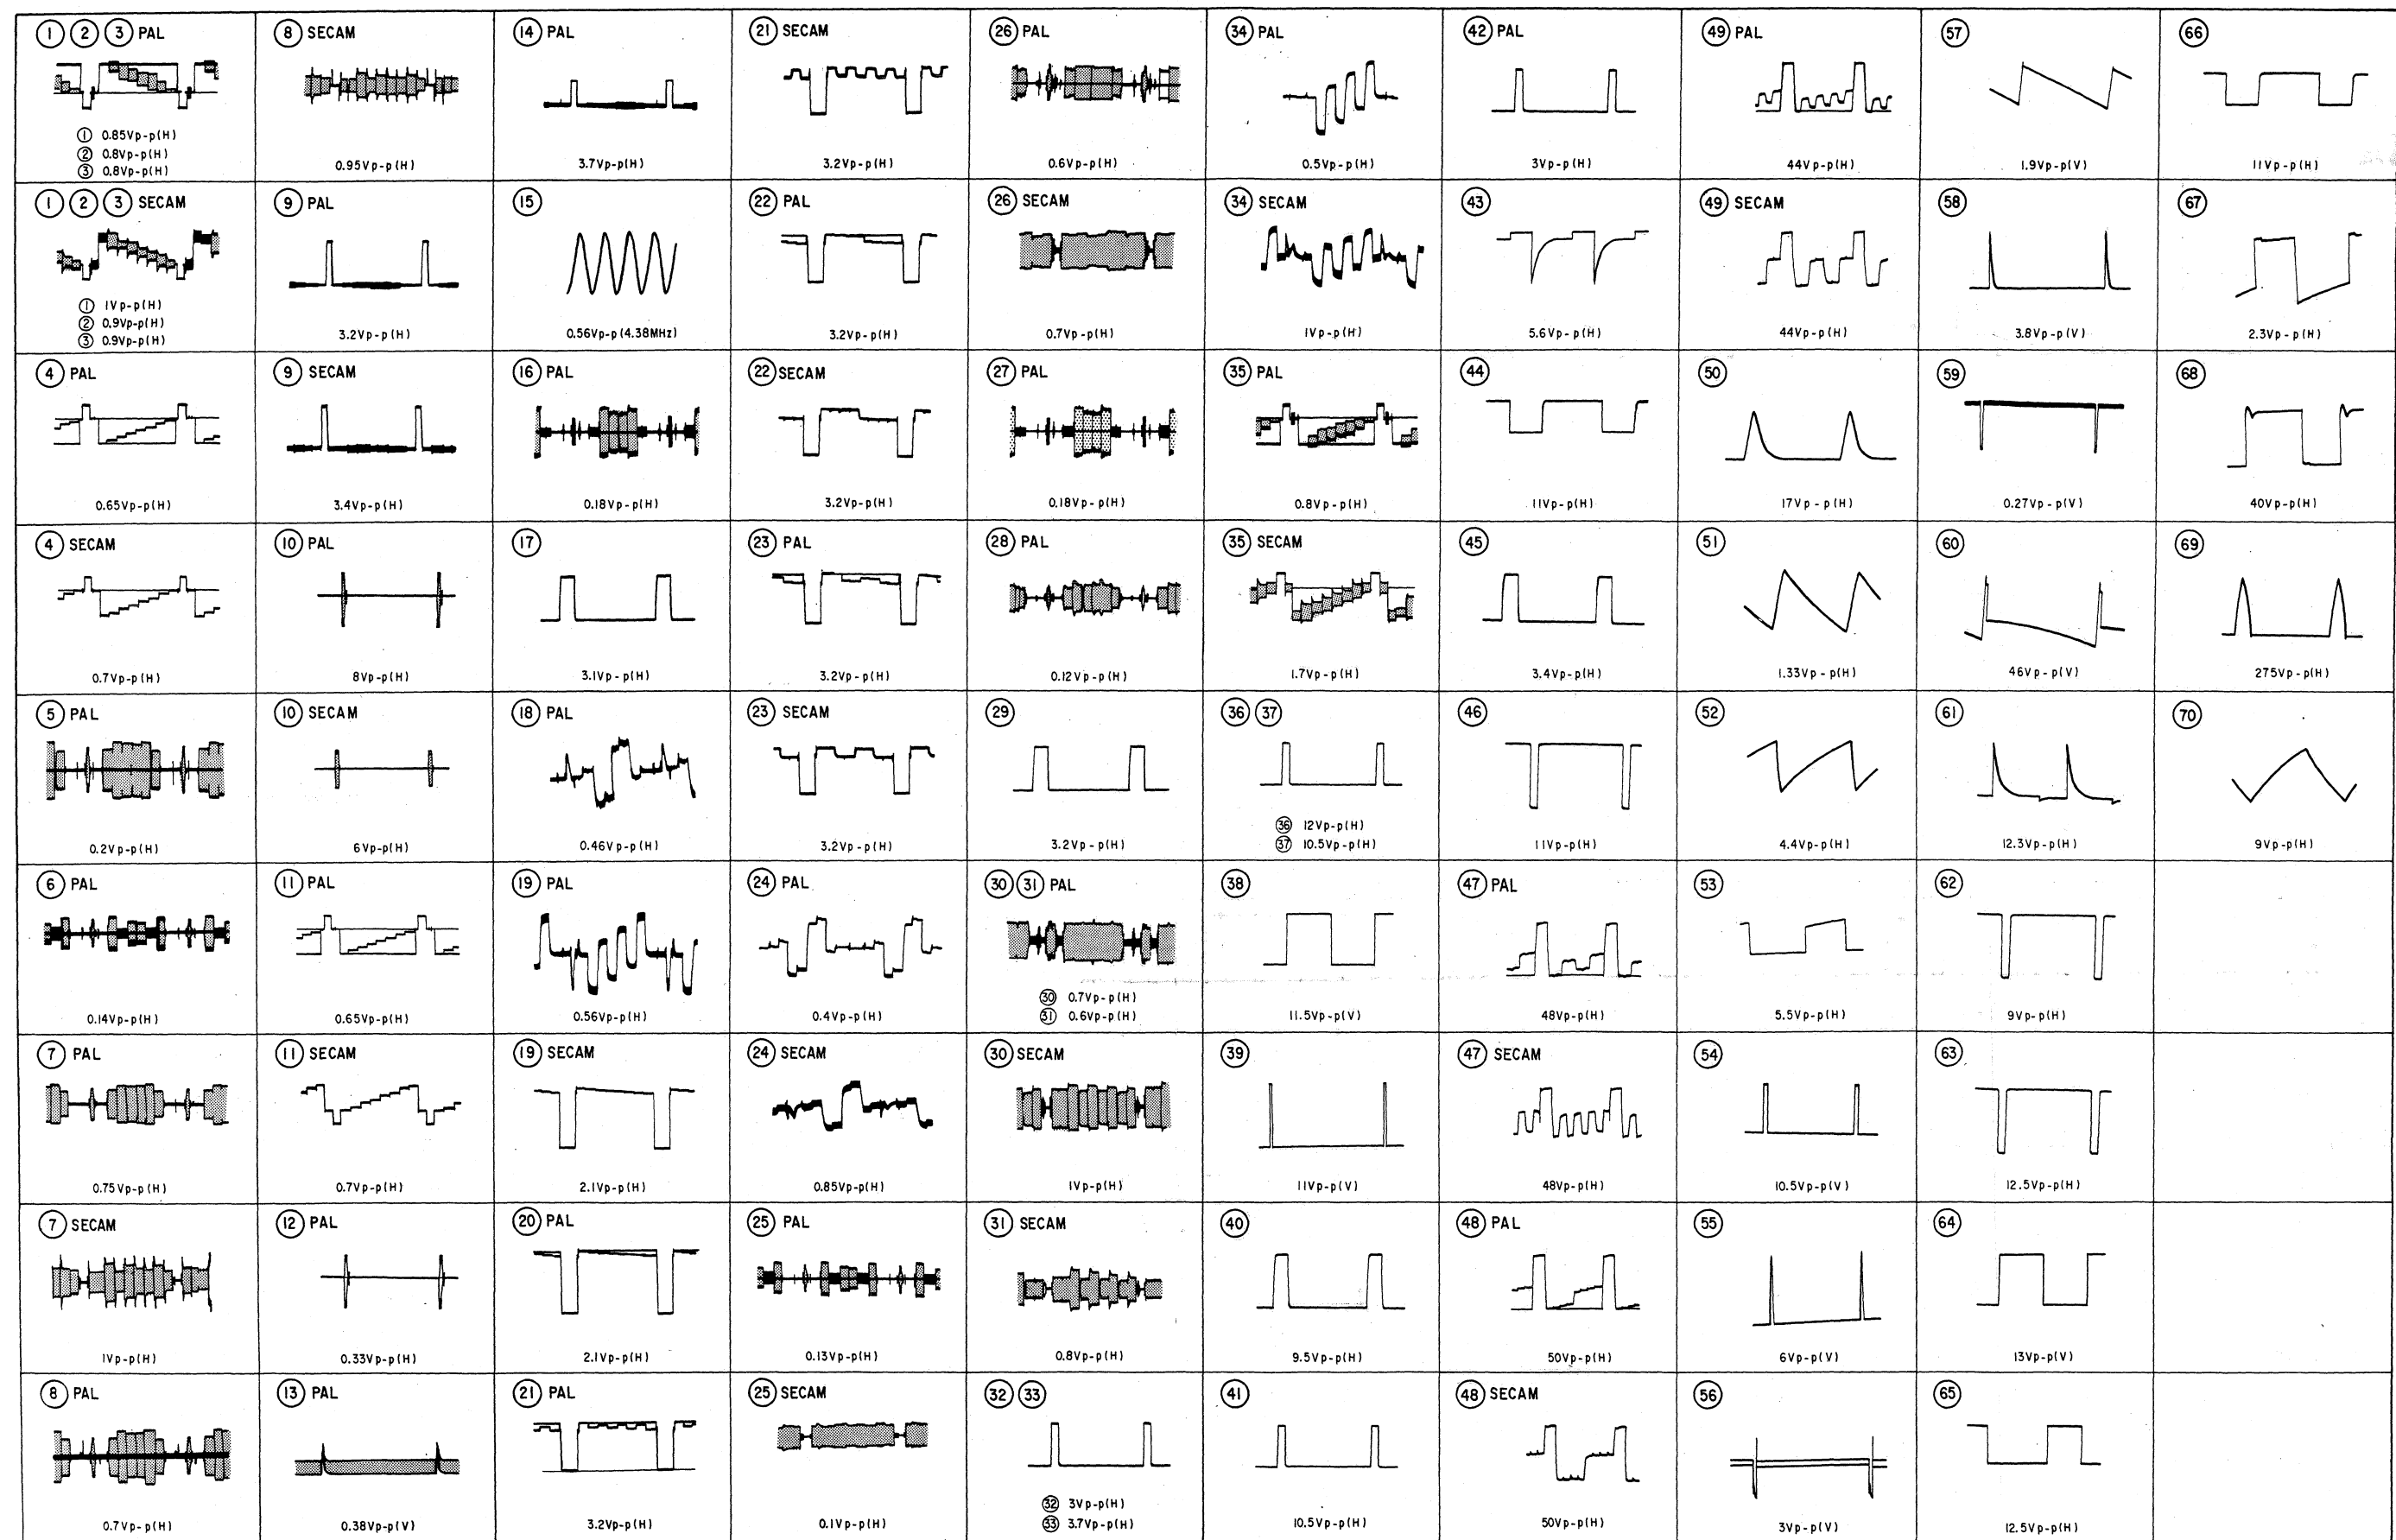 ① ② ③ PAL
① 0.85Vp-p(H)
② 0.8Vp-p(H)
③ 0.8Vp-p(H)
① ② ③ SECAM
① 1Vp-p(H)
② 0.9Vp-p(H)
③ 0.9Vp-p(H)
④ PAL
0.65Vp-p(H)
④ SECAM
0.7Vp-p(H)
⑤ PAL
0.2Vp-p(H)
⑥ PAL
0.14Vp-p(H)
⑦ PAL
0.75Vp-p(H)
⑦ SECAM
1Vp-p(H)
⑧ PAL
0.7Vp-p(H)
⑧ SECAM
0.95Vp-p(H)
⑨ PAL
3.2Vp-p(H)
⑨ SECAM
3.4Vp-p(H)
⑩ PAL
8Vp-p(H)
⑩ SECAM
6Vp-p(H)
⑪ PAL
0.65Vp-p(H)
⑪ SECAM
0.7Vp-p(H)
⑫ PAL
0.33Vp-p(H)
⑬ PAL
0.38Vp-p(V)
⑭ PAL
3.7Vp-p(H)
⑮
0.56Vp-p(4.38MHz)
⑯ PAL
0.18Vp-p(H)
⑰
3.1Vp-p(H)
⑱ PAL
0.46Vp-p(H)
⑲ PAL
0.56Vp-p(H)
⑲ SECAM
2.1Vp-p(H)
⑳ PAL
2.1Vp-p(H)
㉑ PAL
3.2Vp-p(H)
㉑ SECAM
3.2Vp-p(H)
㉒ PAL
3.2Vp-p(H)
㉒ SECAM
3.2Vp-p(H)
㉓ PAL
3.2Vp-p(H)
㉓ SECAM
3.2Vp-p(H)
㉔ PAL
0.4Vp-p(H)
㉔ SECAM
0.85Vp-p(H)
㉕ PAL
0.13Vp-p(H)
㉕ SECAM
0.1Vp-p(H)
㉖ PAL
0.6Vp-p(H)
㉖ SECAM
0.7Vp-p(H)
㉗ PAL
0.18Vp-p(H)
㉘ PAL
0.12Vp-p(H)
㉙
3.2Vp-p(H)
㉚ ㉛ PAL
㉚ 0.7Vp-p(H)
㉛ 0.6Vp-p(H)
㉚ SECAM
1Vp-p(H)
㉛ SECAM
0.8Vp-p(H)
㉜ ㉝
㉜ 3Vp-p(H)
㉝ 3.7Vp-p(H)
㉞ PAL
0.5Vp-p(H)
㉞ SECAM
1Vp-p(H)
㉟ PAL
0.8Vp-p(H)
㉟ SECAM
1.7Vp-p(H)
㊱ ㊲
㊱ 12Vp-p(H)
㊲ 10.5Vp-p(H)
㊳
11.5Vp-p(V)
㊴
11Vp-p(V)
㊵
9.5Vp-p(H)
㊶
10.5Vp-p(H)
㊷ PAL
3Vp-p(H)
㊸
5.6Vp-p(H)
㊹
11Vp-p(H)
㊺
3.4Vp-p(H)
㊻
11Vp-p(H)
㊼ PAL
48Vp-p(H)
㊼ SECAM
48Vp-p(H)
㊽ PAL
50Vp-p(H)
㊽ SECAM
50Vp-p(H)
㊾ PAL
44Vp-p(H)
㊾ SECAM
44Vp-p(H)
㊿
17Vp-p(H)
51
1.33Vp-p(H)
52
4.4Vp-p(H)
53
5.5Vp-p(H)
54
10.5Vp-p(V)
55
6Vp-p(V)
56
3Vp-p(V)
57
1.9Vp-p(V)
58
3.8Vp-p(V)
59
0.27Vp-p(V)
60
46Vp-p(V)
61
12.3Vp-p(H)
62
9Vp-p(H)
63
12.5Vp-p(H)
64
13Vp-p(V)
65
12.5Vp-p(H)
66
11Vp-p(H)
67
2.3Vp-p(H)
68
40Vp-p(H)
69
275Vp-p(H)
70
9Vp-p(H)